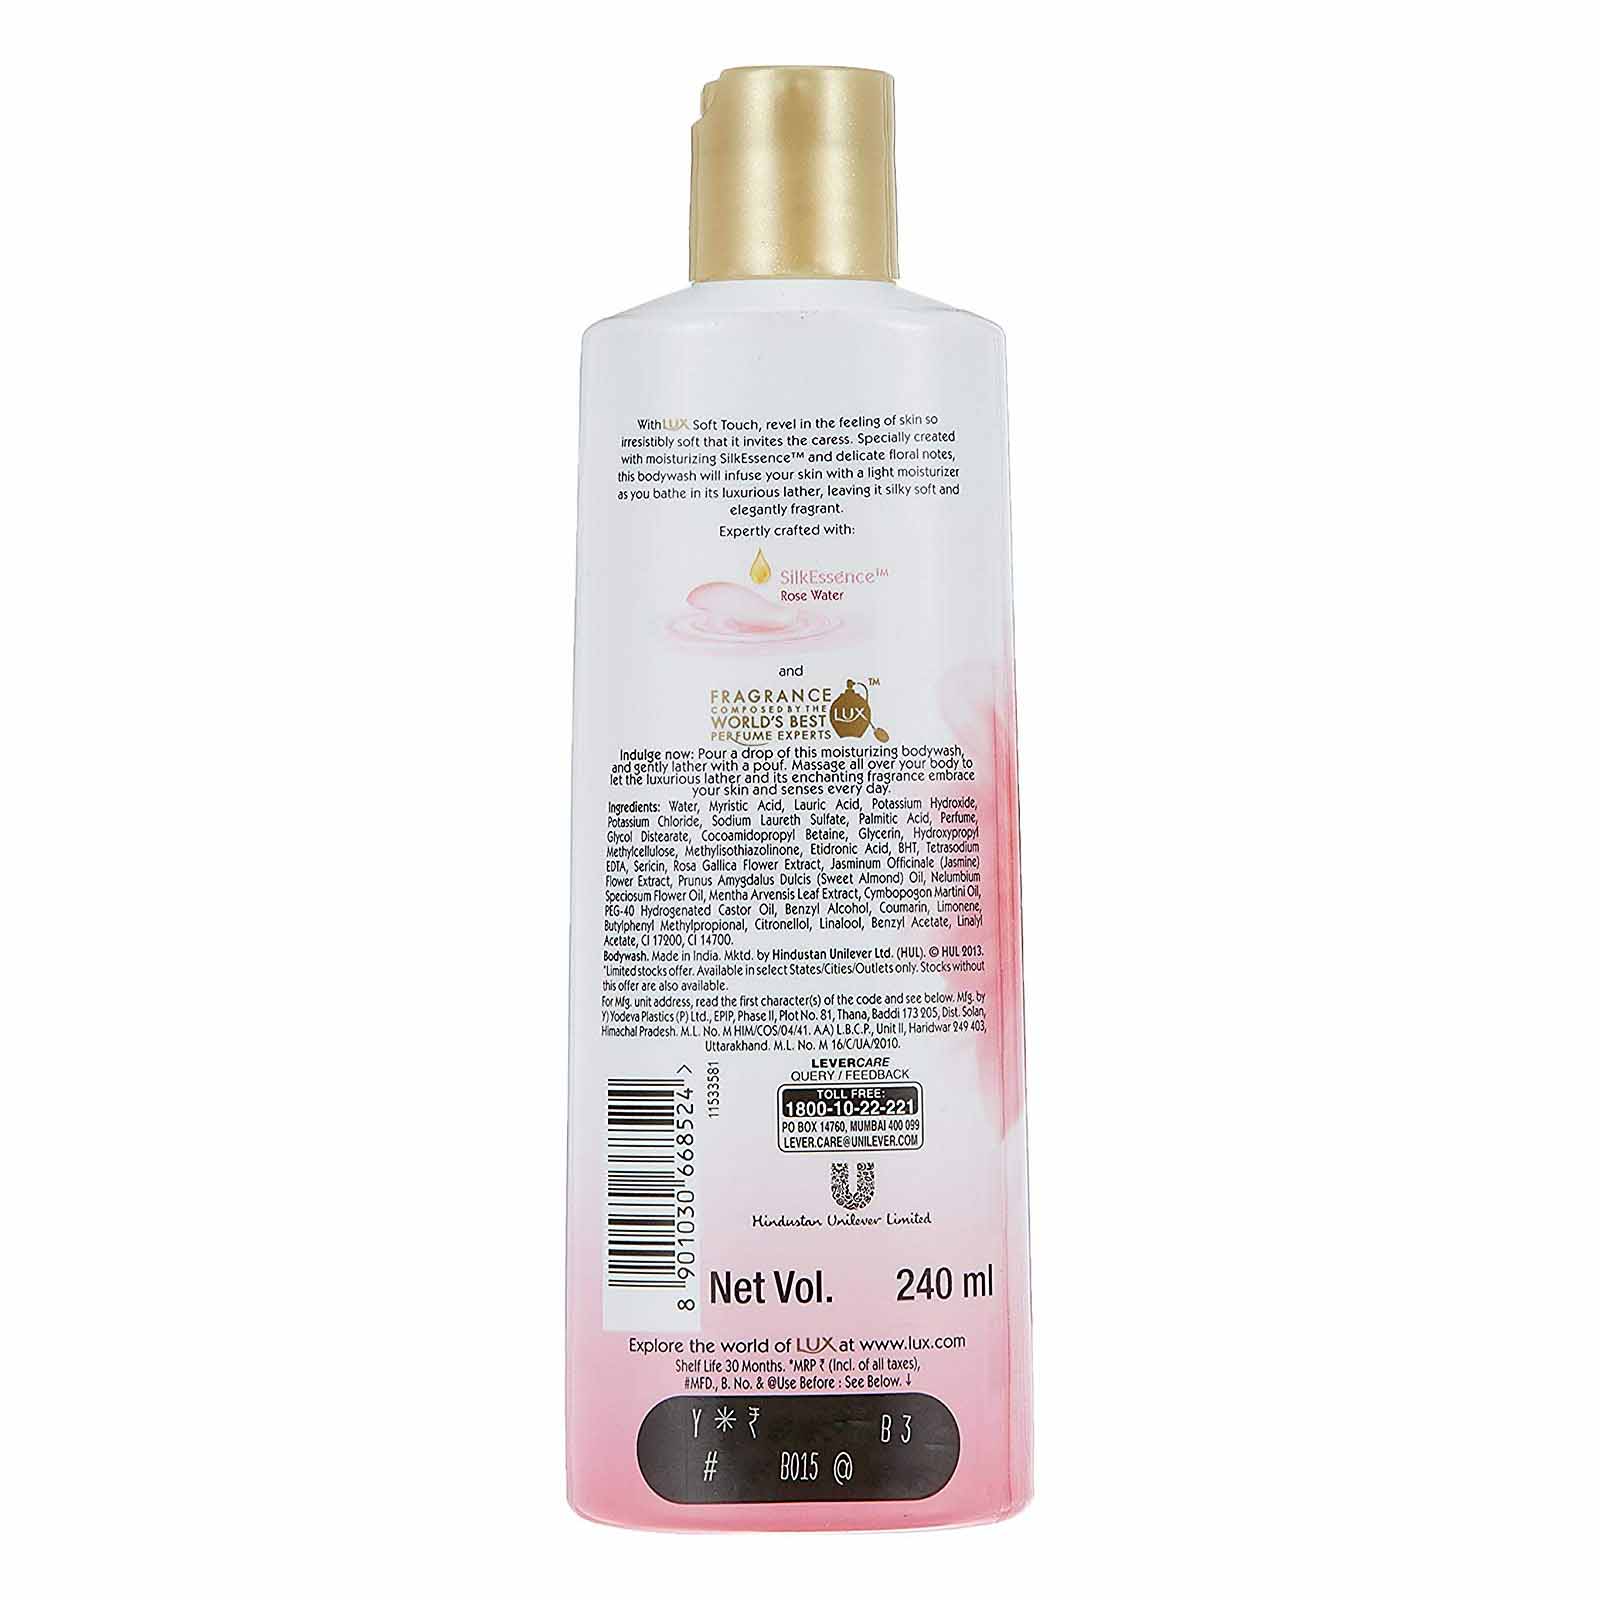 With LUX Soft Touch, revel in the feeling of skin so
irresistibly soft that it invites the caress. Specially created
with moisturizing SilkEssence™ and delicate floral notes,
this bodywash will infuse your skin with a light moisturizer
as you bathe in its luxurious lather, leaving it silky soft and
elegantly fragrant.
Expertly crafted with:
SilkEssence™
Rose Water
and
FRAGRANCE
COMPOSED BY THE
WORLD'S BEST
PERFUME EXPERTS
LUX
™
Indulge now: Pour a drop of this moisturizing bodywash,
and gently lather with a pouf. Massage all over your body to
let the luxurious lather and its enchanting fragrance embrace
your skin and senses every day.
Ingredients: Water, Myristic Acid, Lauric Acid, Potassium Hydroxide,
Potassium Chloride, Sodium Laureth Sulfate, Palmitic Acid, Perfume,
Glycol Distearate, Cocoamidopropyl Betaine, Glycerin, Hydroxypropyl
Methylcellulose, Methylisothiazolinone, Etidronic Acid, BHT, Tetrasodium
EDTA, Sericin, Rosa Gallica Flower Extract, Jasminum Officinale (Jasmine)
Flower Extract, Prunus Amygdalus Dulcis (Sweet Almond) Oil, Nelumbium
Speciosum Flower Oil, Mentha Arvensis Leaf Extract, Cymbopogon Martini Oil,
PEG-40 Hydrogenated Castor Oil, Benzyl Alcohol, Coumarin, Limonene,
Butylphenyl Methylpropional, Citronellol, Linalool, Benzyl Acetate, Linalyl
Acetate, CI 17200, CI 14700.
Bodywash. Made in India. Mktd. by Hindustan Unilever Ltd. (HUL). © HUL 2013.
*Limited stocks offer. Available in select States/Cities/Outlets only. Stocks without
this offer are also available.
For Mfg. unit address, read the first character(s) of the code and see below. Mfg. by
Y) Yodeva Plastics (P) Ltd., EPIP, Phase II, Plot No. 81, Thana, Baddi 173 205, Dist. Solan,
Himachal Pradesh. M.L. No. M HIM/COS/04/41. AA) L.B.C.P., Unit II, Haridwar 249 403,
Uttarakhand. M.L. No. M 16/C/UA/2010.
LEVERCARE
QUERY / FEEDBACK
TOLL FREE:
1800-10-22-221
PO BOX 14760, MUMBAI 400 099
LEVER.CARE@UNILEVER.COM
Hindustan Unilever Limited
8 901030 668524 >
11533581
Net Vol. 240 ml
Explore the world of LUX at www.lux.com
Shelf Life 30 Months. *MRP ₹ (Incl. of all taxes),
#MFD., B. No. & @Use Before : See Below. ↓
Y * ₹ B 3
# B015 @